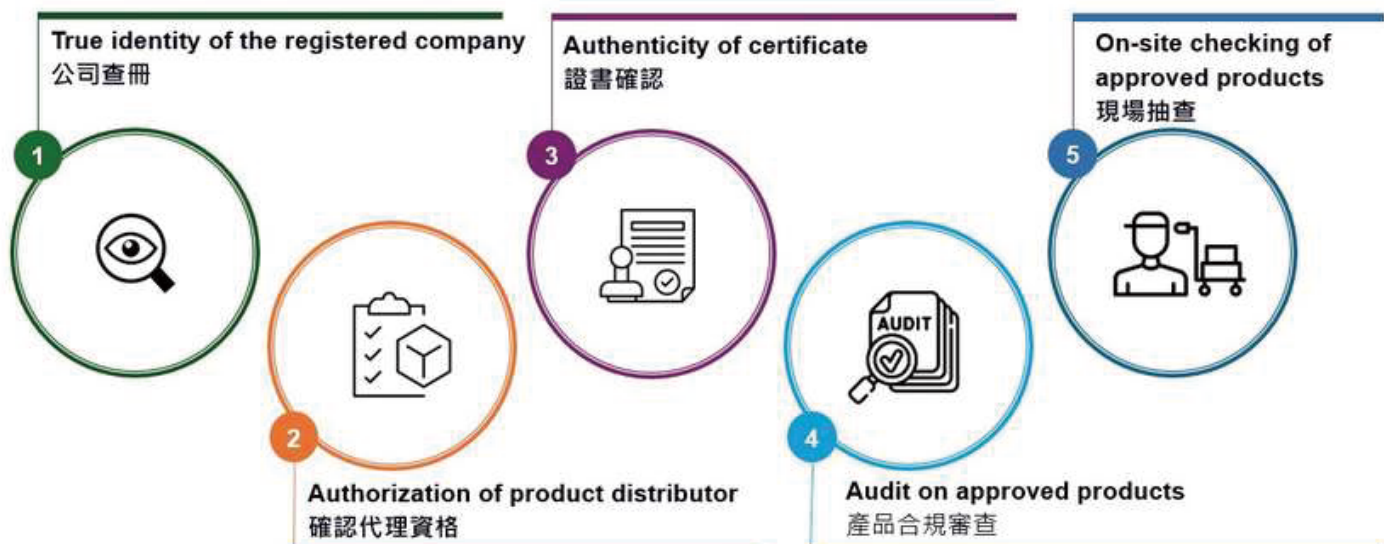 1
True identity of the registered company
公司查冊
2
Authorization of product distributor
確認代理資格
3
Authenticity of certificate
證書確認
4
AUDIT
Audit on approved products
產品合規審查
5
On-site checking of
approved products
現場抽查